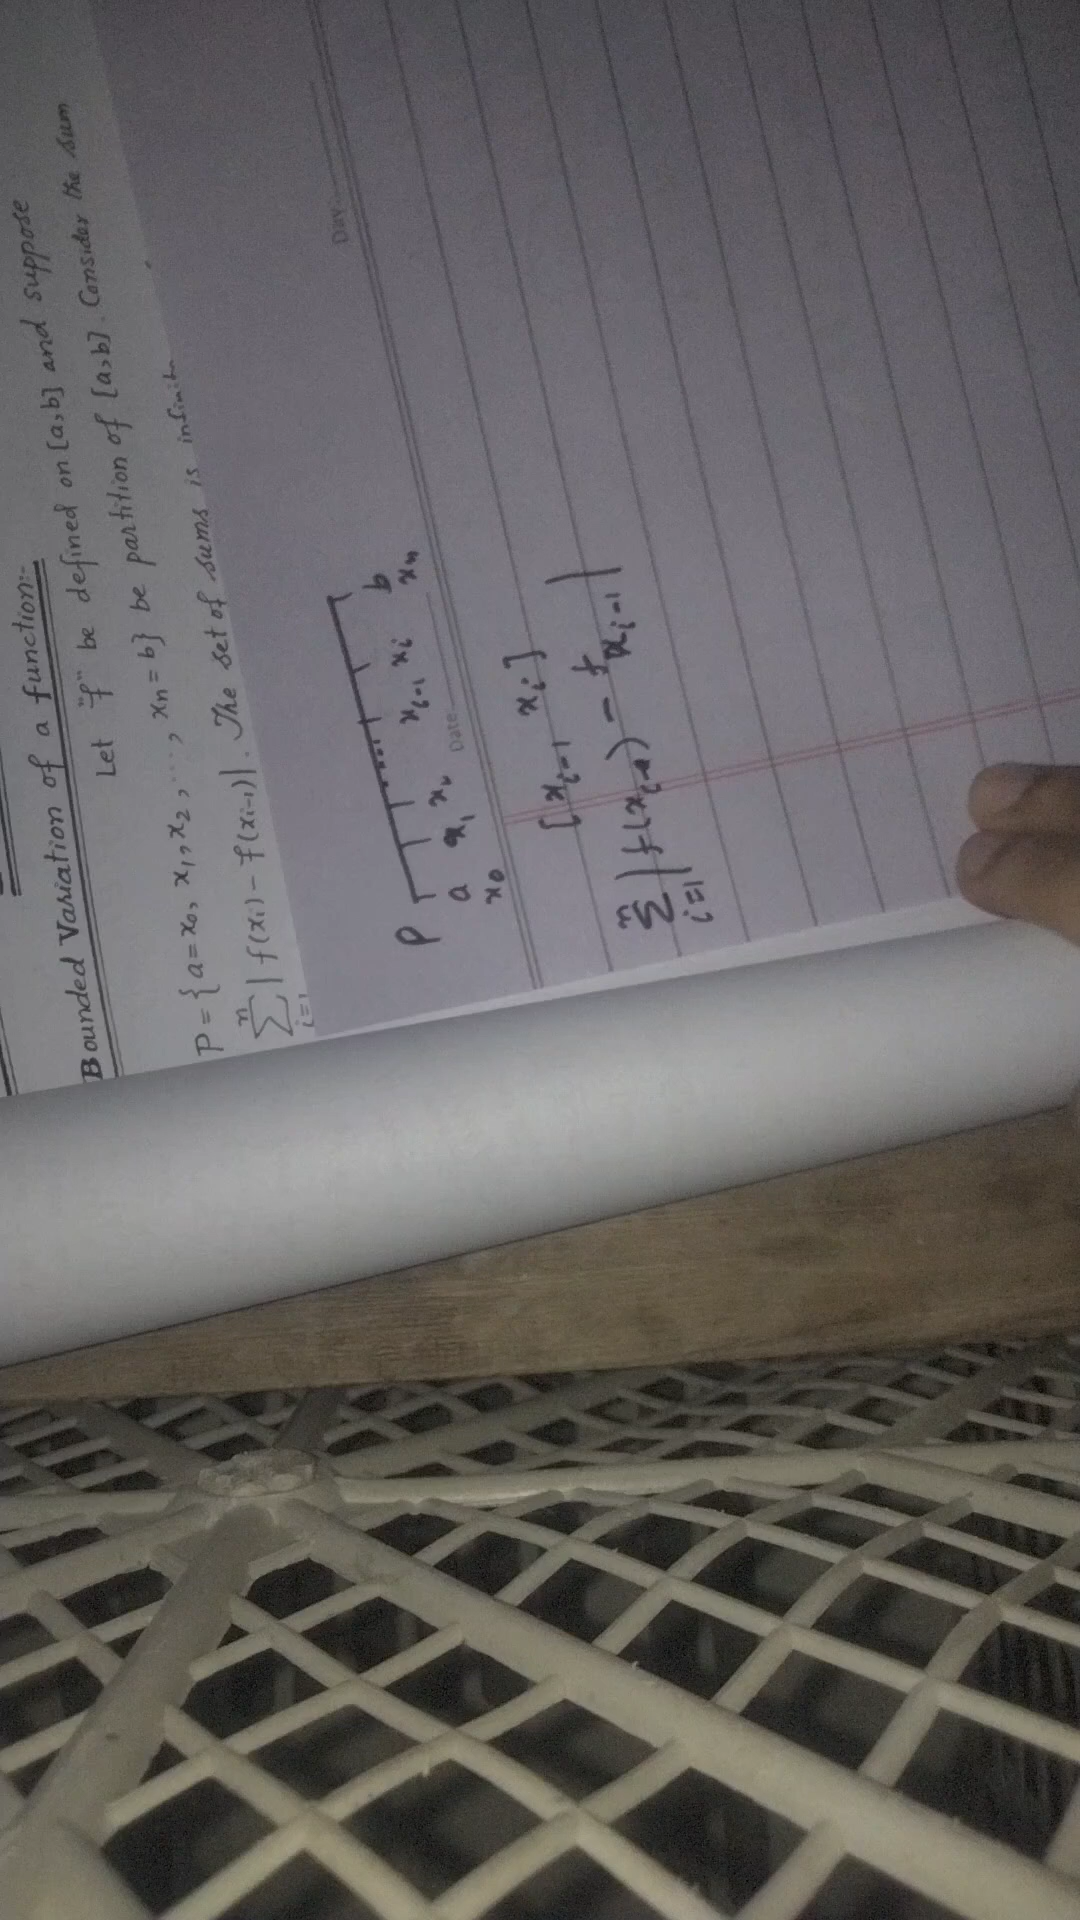 Bounded Variation of a function:-
Let "f" be defined on [a,b] and suppose
P = {a = x₀, x₁, x₂, ..., xₙ = b} be partition of [a,b]. Consider the sum
n
∑ | f(xᵢ) - f(xᵢ₋₁)|. The set of sums is
i=1
Day
P
a x₁ x₂ xᵢ₋₁ xᵢ b
x₀ xₙ
Date
[xᵢ₋₁ xᵢ]
n
∑ | f(xᵢ) - f xᵢ₋₁ |
i=1